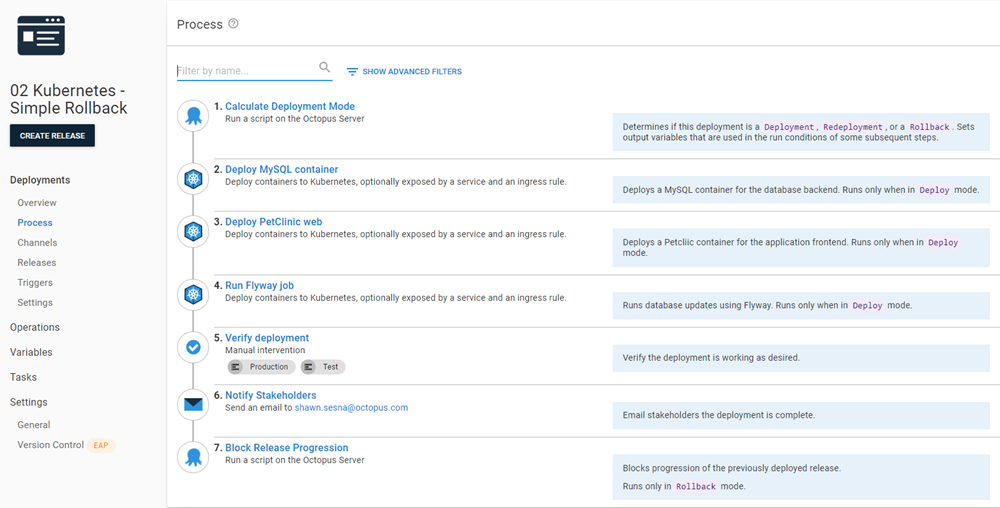 02 Kubernetes -
Simple Rollback
CREATE RELEASE
Deployments
Overview
Process
Channels
Releases
Triggers
Settings
Operations
Variables
Tasks
Settings
General
Version Control EAP
Process
Filter by name...
SHOW ADVANCED FILTERS
1. Calculate Deployment Mode
Run a script on the Octopus Server
Determines if this deployment is a Deployment, Redeployment, or a Rollback. Sets
output variables that are used in the run conditions of some subsequent steps.
2. Deploy MySQL container
Deploy containers to Kubernetes, optionally exposed by a service and an ingress rule.
Deploys a MySQL container for the database backend. Runs only when in Deploy mode.
3. Deploy PetClinic web
Deploy containers to Kubernetes, optionally exposed by a service and an ingress rule.
Deploys a Petcliic container for the application frontend. Runs only when in Deploy
mode.
4. Run Flyway job
Deploy containers to Kubernetes, optionally exposed by a service and an ingress rule.
Runs database updates using Flyway. Runs only when in Deploy mode.
5. Verify deployment
Manual intervention
Production Test
Verify the deployment is working as desired.
6. Notify Stakeholders
Send an email to shawn.sesna@octopus.com
Email stakeholders the deployment is complete.
7. Block Release Progression
Run a script on the Octopus Server
Blocks progression of the previously deployed release.
Runs only in Rollback mode.